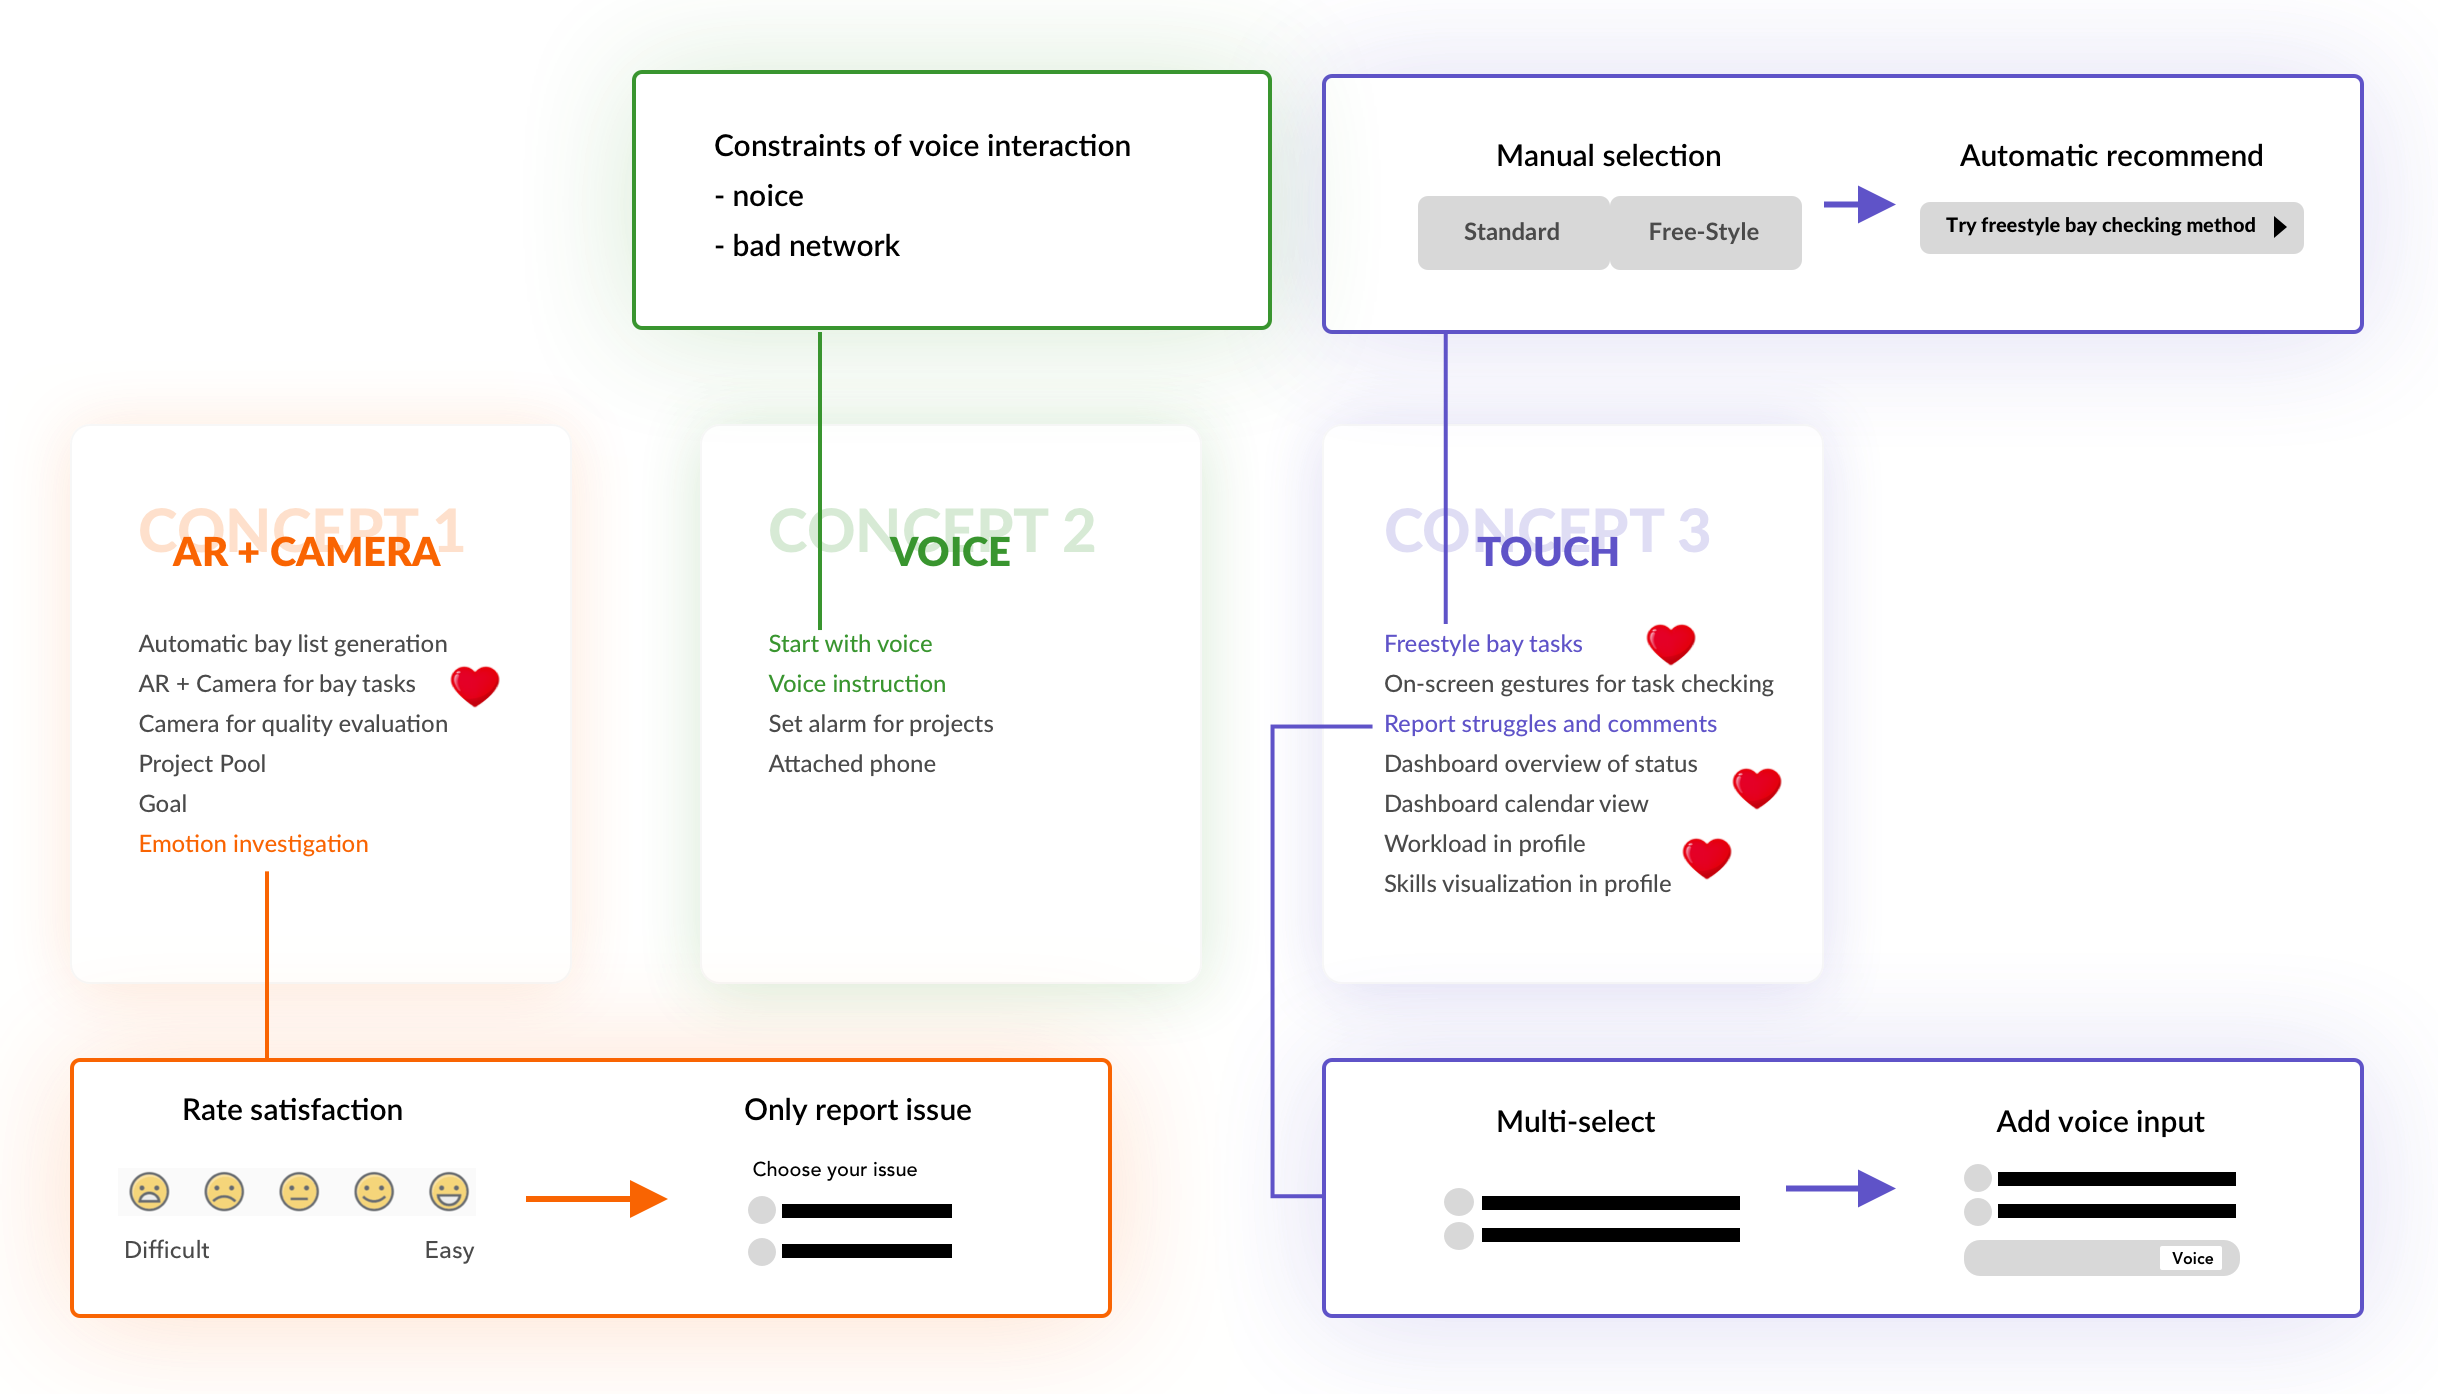 Constraints of voice interaction
- noice
- bad network
Manual selection
Standard
Free-Style
Automatic recommend
Try freestyle bay checking method
CONCEPT 1
AR + CAMERA
Automatic bay list generation
AR + Camera for bay tasks
Camera for quality evaluation
Project Pool
Goal
Emotion investigation
CONCEPT 2
VOICE
Start with voice
Voice instruction
Set alarm for projects
Attached phone
CONCEPT 3
TOUCH
Freestyle bay tasks
On-screen gestures for task checking
Report struggles and comments
Dashboard overview of status
Dashboard calendar view
Workload in profile
Skills visualization in profile
Rate satisfaction
Difficult
Easy
Only report issue
Choose your issue
Multi-select
Add voice input
Voice